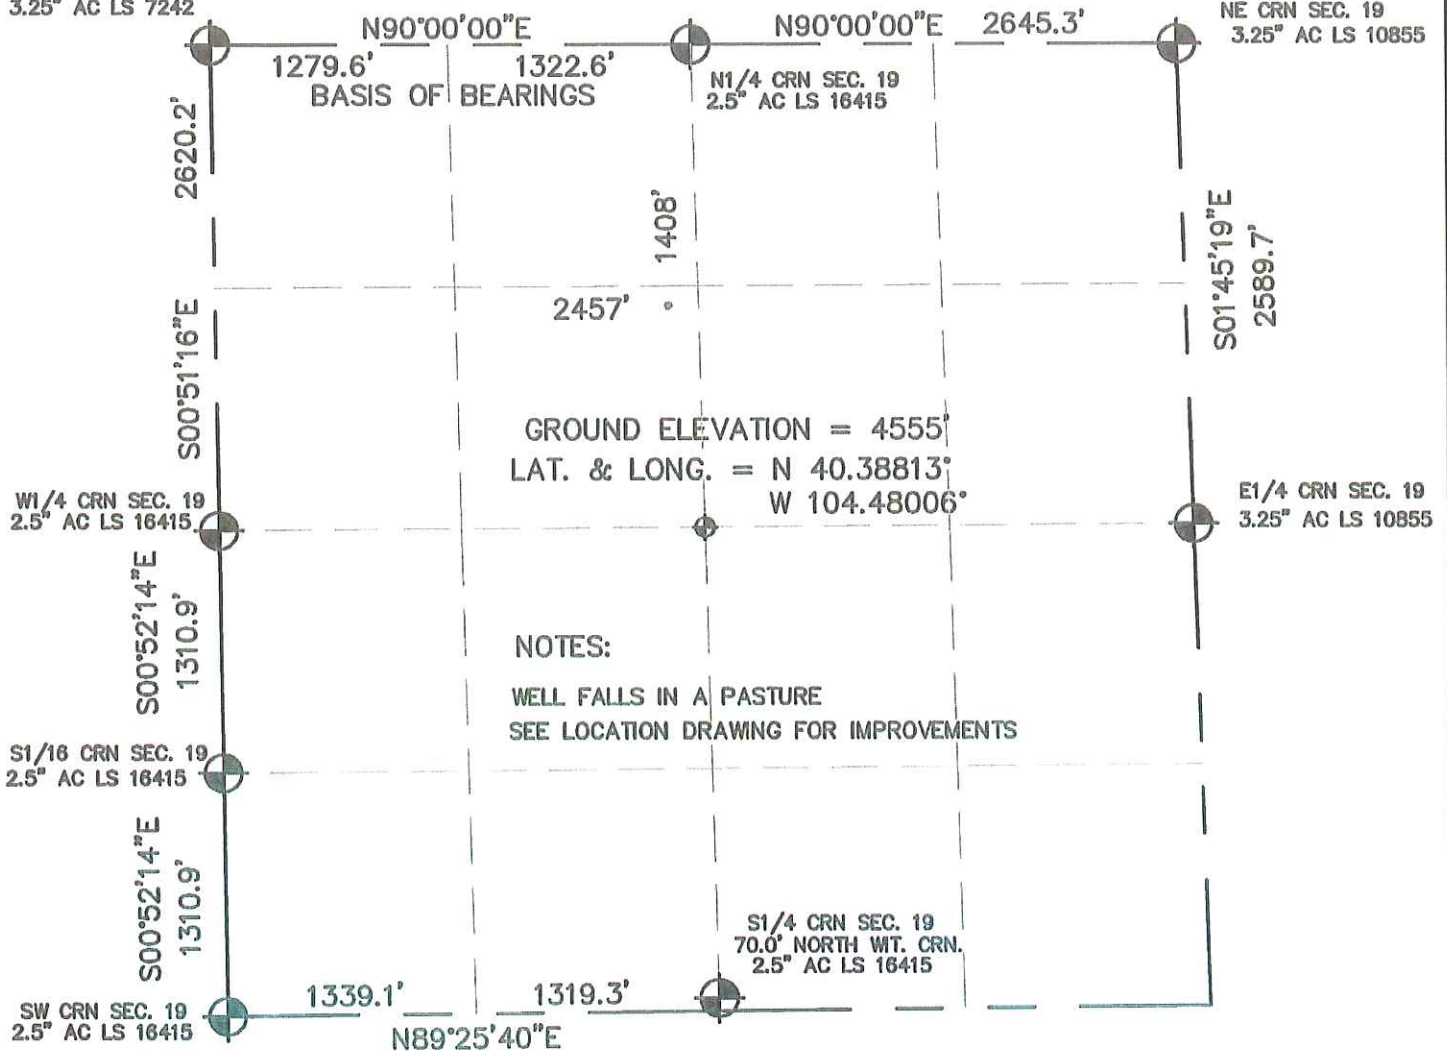 3.25" AC LS 7242
N90°00'00"E
N90°00'00"E
2645.3'
NE CRN SEC. 19
3.25" AC LS 10855
1279.6'
1322.6'
BASIS OF BEARINGS
N1/4 CRN SEC. 19
2.5" AC LS 16415
2620.2'
S00°51'16"E
1408'
2457'
S01°45'19"E
2589.7'
GROUND ELEVATION = 4555'
LAT. & LONG. = N 40.38813°
W 104.48006°
W1/4 CRN SEC. 19
2.5" AC LS 16415
E1/4 CRN SEC. 19
3.25" AC LS 10855
S00°52'14"E
1310.9'
NOTES:
WELL FALLS IN A PASTURE
SEE LOCATION DRAWING FOR IMPROVEMENTS
S1/16 CRN SEC. 19
2.5" AC LS 16415
S00°52'14"E
1310.9'
S1/4 CRN SEC. 19
70.0' NORTH WIT. CRN.
2.5" AC LS 16415
SW CRN SEC. 19
2.5" AC LS 16415
1339.1'
1319.3'
N89°25'40"E